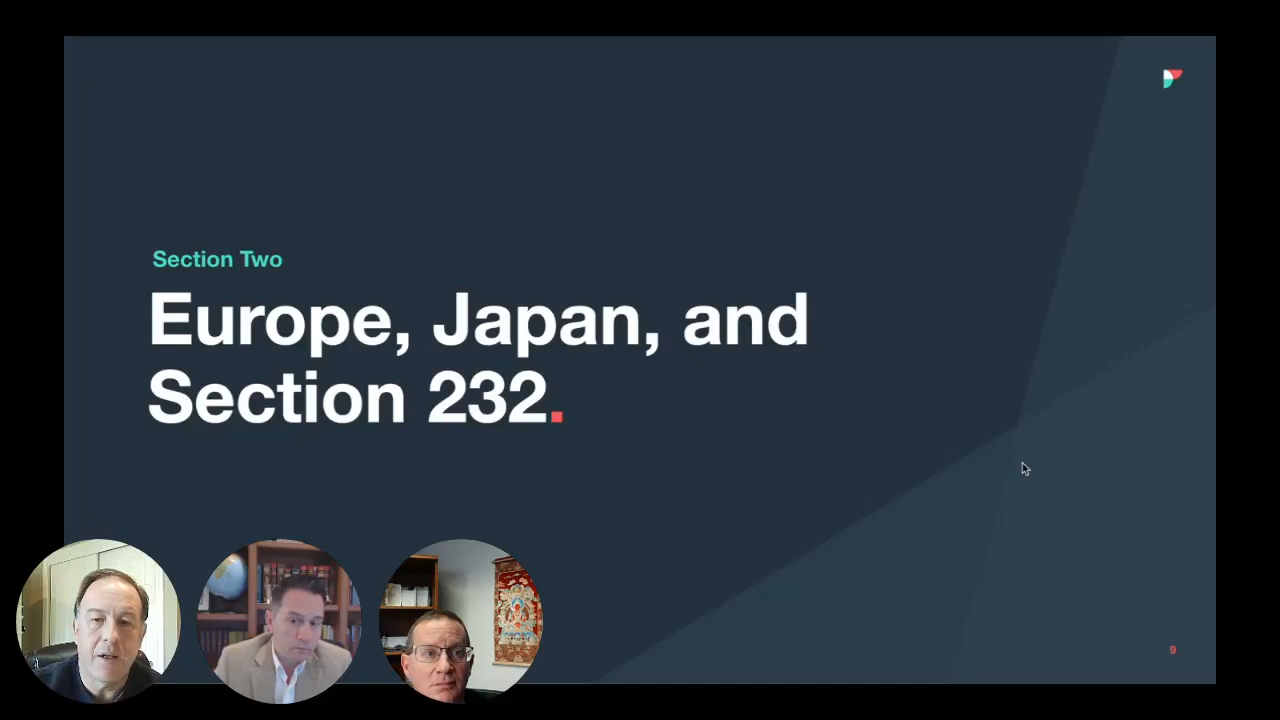 Section Two
Europe, Japan, and
Section 232.
9